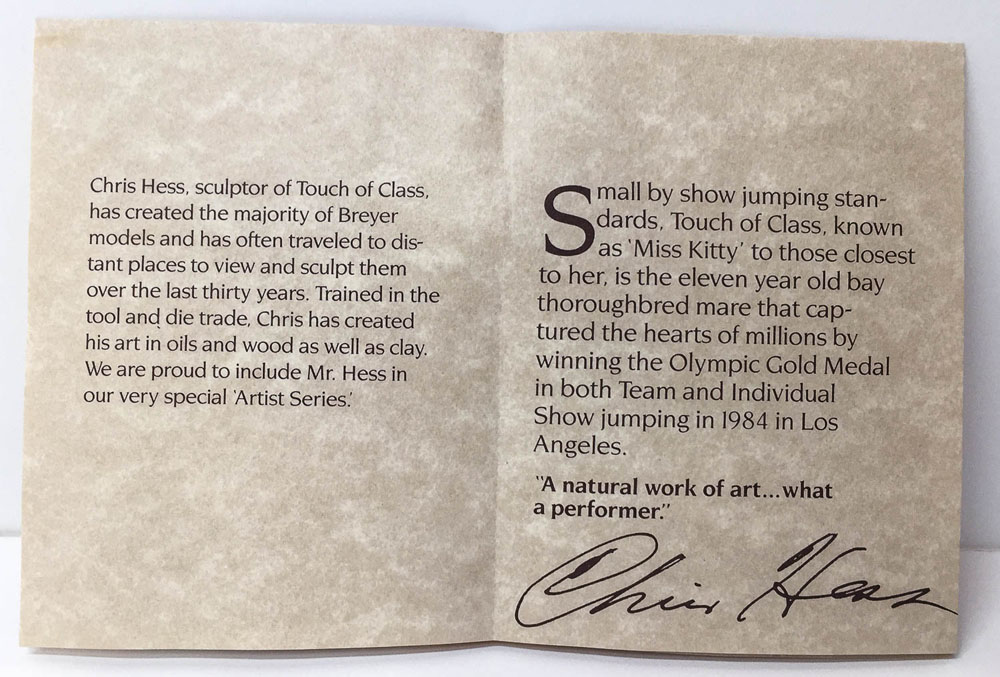 Chris Hess, sculptor of Touch of Class,
has created the majority of Breyer
models and has often traveled to dis-
tant places to view and sculpt them
over the last thirty years. Trained in the
tool and die trade, Chris has created
his art in oils and wood as well as clay.
We are proud to include Mr. Hess in
our very special 'Artist Series.'
Small by show jumping stan-
dards, Touch of Class, known
as 'Miss Kitty' to those closest
to her, is the eleven year old bay
thoroughbred mare that cap-
tured the hearts of millions by
winning the Olympic Gold Medal
in both Team and Individual
Show jumping in 1984 in Los
Angeles.
"A natural work of art...what
a performer."
Chris Hess